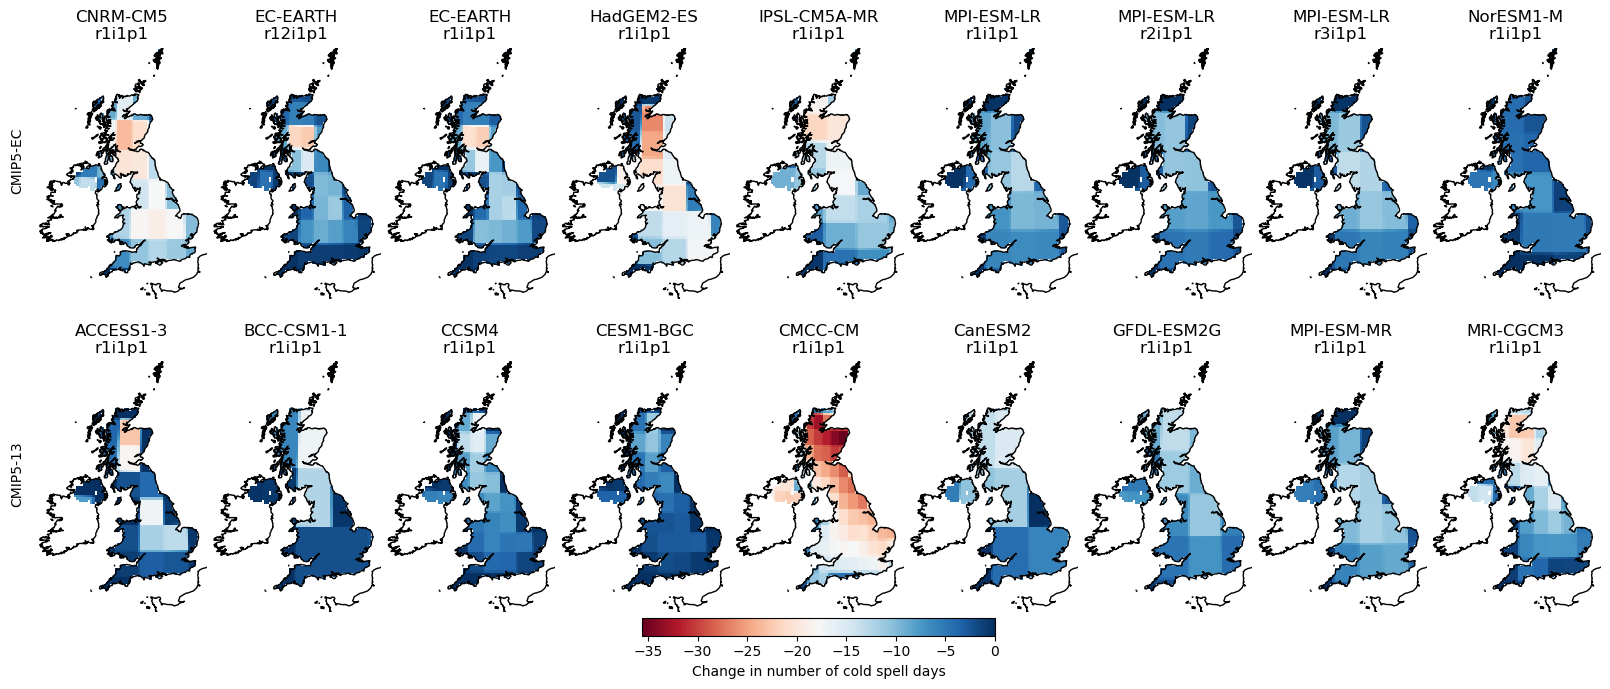 CNRM-CM5
r1i1p1
EC-EARTH
r12i1p1
EC-EARTH
r1i1p1
HadGEM2-ES
r1i1p1
IPSL-CM5A-MR
r1i1p1
MPI-ESM-LR
r1i1p1
MPI-ESM-LR
r2i1p1
MPI-ESM-LR
r3i1p1
NorESM1-M
r1i1p1
CMIP5-EC
ACCESS1-3
r1i1p1
BCC-CSM1-1
r1i1p1
CCSM4
r1i1p1
CESM1-BGC
r1i1p1
CMCC-CM
r1i1p1
CanESM2
r1i1p1
GFDL-ESM2G
r1i1p1
MPI-ESM-MR
r1i1p1
MRI-CGCM3
r1i1p1
CMIP5-13
−35 −30 −25 −20 −15 −10 −5 0
Change in number of cold spell days